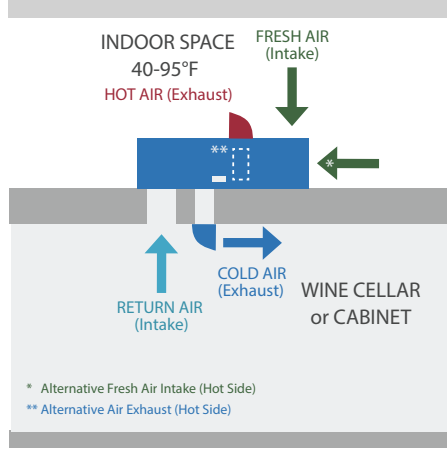 INDOOR SPACE
40-95°F
HOT AIR (Exhaust)
FRESH AIR
(Intake)
**
*
COLD AIR
(Exhaust)
RETURN AIR
(Intake)
WINE CELLAR
or CABINET
* Alternative Fresh Air Intake (Hot Side)
** Alternative Air Exhaust (Hot Side)